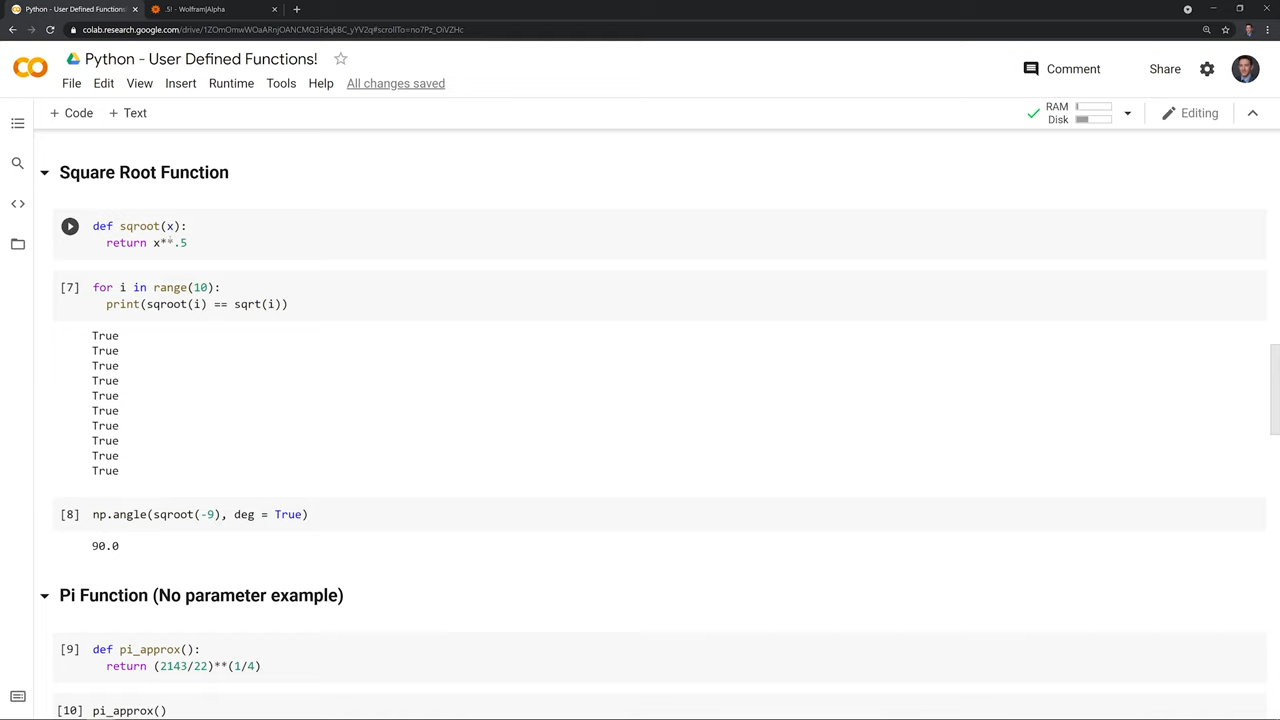 Python - User Defined Functions!
.5! - Wolfram|Alpha
colab.research.google.com/drive/1ZOmOmwWOaARnjOANCMQ3FdqkBC_yYV2q#scrollTo=no7Pz_OiVZHc
Python - User Defined Functions!
Comment
Share
File Edit View Insert Runtime Tools Help All changes saved
+ Code + Text
RAM
Disk
Editing
Square Root Function
def sqroot(x):
return x**.5
[7] for i in range(10):
print(sqroot(i) == sqrt(i))
True
True
True
True
True
True
True
True
True
True
[8] np.angle(sqroot(-9), deg = True)
90.0
Pi Function (No parameter example)
[9] def pi_approx():
return (2143/22)**(1/4)
[10] pi_approx()